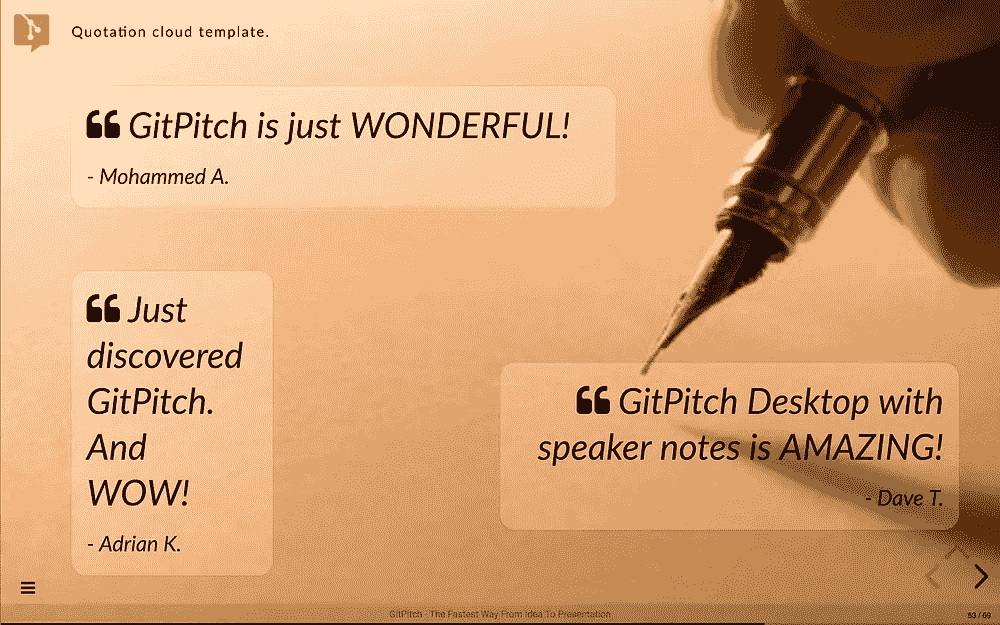 Quotation cloud template.
❝ GitPitch is just WONDERFUL!
- Mohammed A.
❝ Just
discovered
GitPitch.
And
WOW!
- Adrian K.
❝ GitPitch Desktop with
speaker notes is AMAZING!
- Dave T.
GitPitch - The Fastest Way From Idea To Presentation
53 / 69